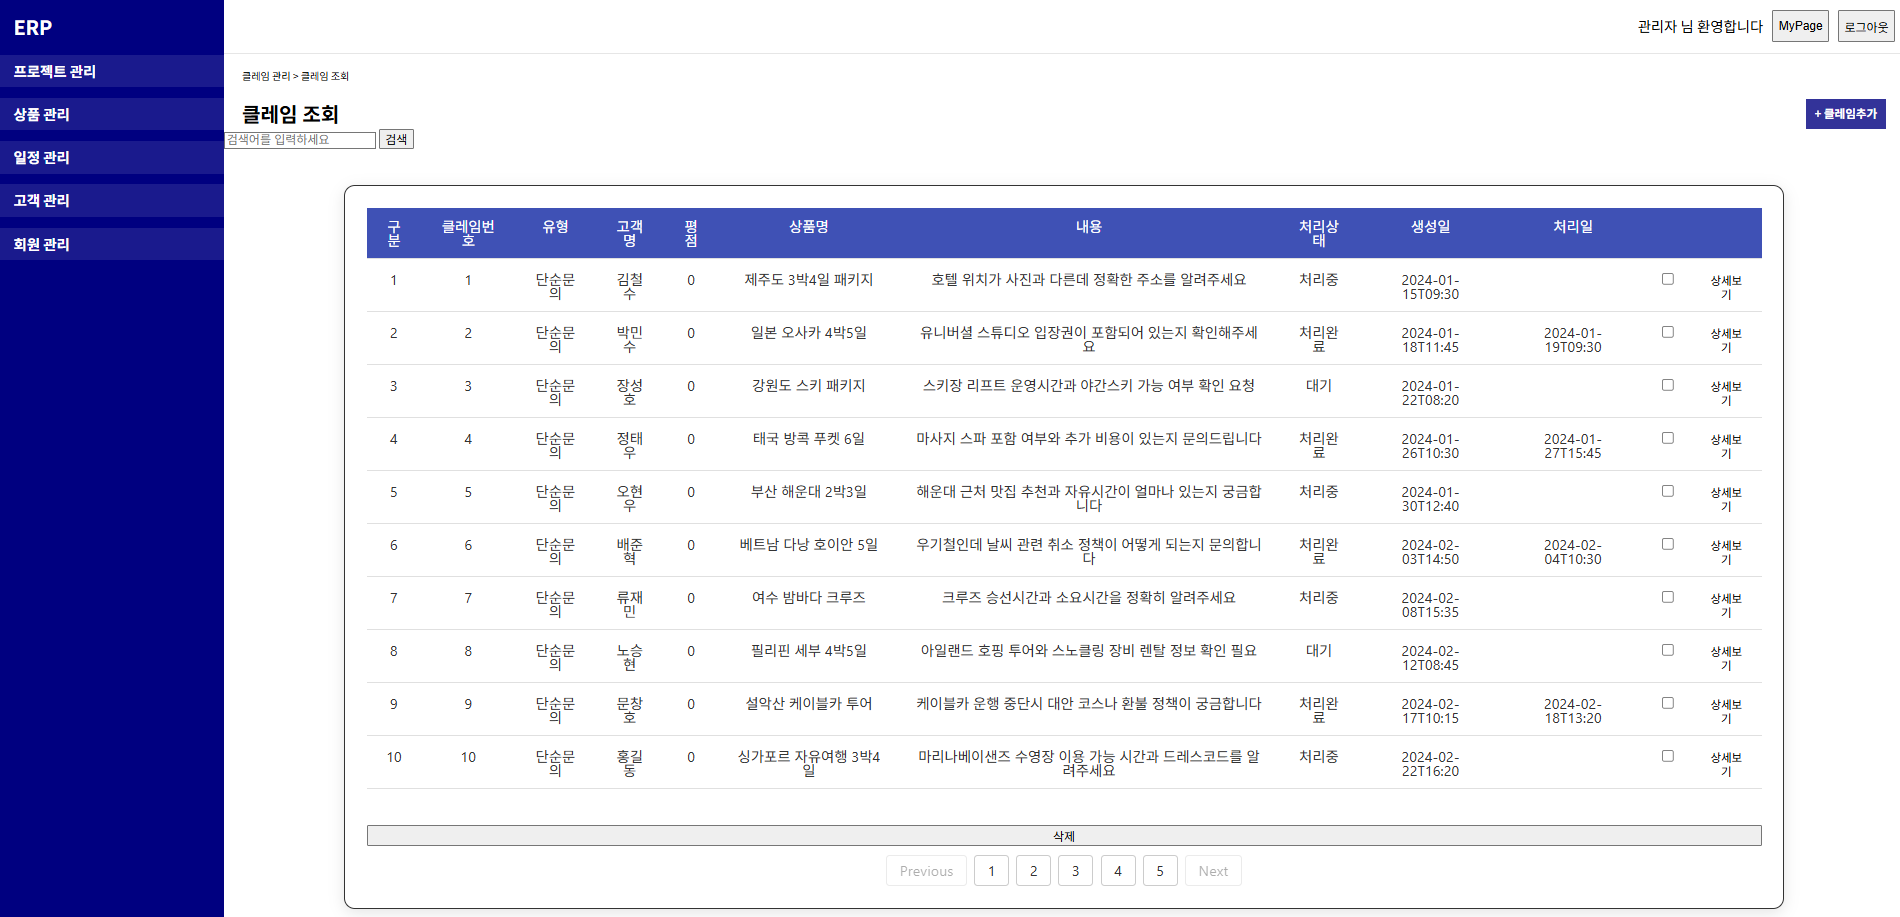 ERP
관리자 님 환영합니다 MyPage 로그아웃
프로젝트 관리
상품 관리
일정 관리
고객 관리
회원 관리
클레임 관리 > 클레임 조회
클레임 조회
+ 클레임추가
검색어를 입력하세요 검색
구분 클레임번호 유형 고객명 평점 상품명 내용 처리상태 생성일 처리일
1 1 단순문의 김철수 0 제주도 3박4일 패키지 호텔 위치가 사진과 다른데 정확한 주소를 알려주세요 처리중 2024-01-15T09:30 상세보기
2 2 단순문의 박민수 0 일본 오사카 4박5일 유니버셜 스튜디오 입장권이 포함되어 있는지 확인해주세요 처리완료 2024-01-18T11:45 2024-01-19T09:30 상세보기
3 3 단순문의 장성호 0 강원도 스키 패키지 스키장 리프트 운영시간과 야간스키 가능 여부 확인 요청 대기 2024-01-22T08:20 상세보기
4 4 단순문의 정태우 0 태국 방콕 푸켓 6일 마사지 스파 포함 여부와 추가 비용이 있는지 문의드립니다 처리완료 2024-01-26T10:30 2024-01-27T15:45 상세보기
5 5 단순문의 오현우 0 부산 해운대 2박3일 해운대 근처 맛집 추천과 자유시간이 얼마나 있는지 궁금합니다 처리중 2024-01-30T12:40 상세보기
6 6 단순문의 배준혁 0 베트남 다낭 호이안 5일 우기철인데 날씨 관련 취소 정책이 어떻게 되는지 문의합니다 처리완료 2024-02-03T14:50 2024-02-04T10:30 상세보기
7 7 단순문의 류재민 0 여수 밤바다 크루즈 크루즈 승선시간과 소요시간을 정확히 알려주세요 처리중 2024-02-08T15:35 상세보기
8 8 단순문의 노승현 0 필리핀 세부 4박5일 아일랜드 호핑 투어와 스노클링 장비 렌탈 정보 확인 필요 대기 2024-02-12T08:45 상세보기
9 9 단순문의 문창호 0 설악산 케이블카 투어 케이블카 운행 중단시 대안 코스나 환불 정책이 궁금합니다 처리완료 2024-02-17T10:15 2024-02-18T13:20 상세보기
10 10 단순문의 홍길동 0 싱가포르 자유여행 3박4일 마리나베이샌즈 수영장 이용 가능 시간과 드레스코드를 알려주세요 처리중 2024-02-22T16:20 상세보기
삭제
Previous 1 2 3 4 5 Next